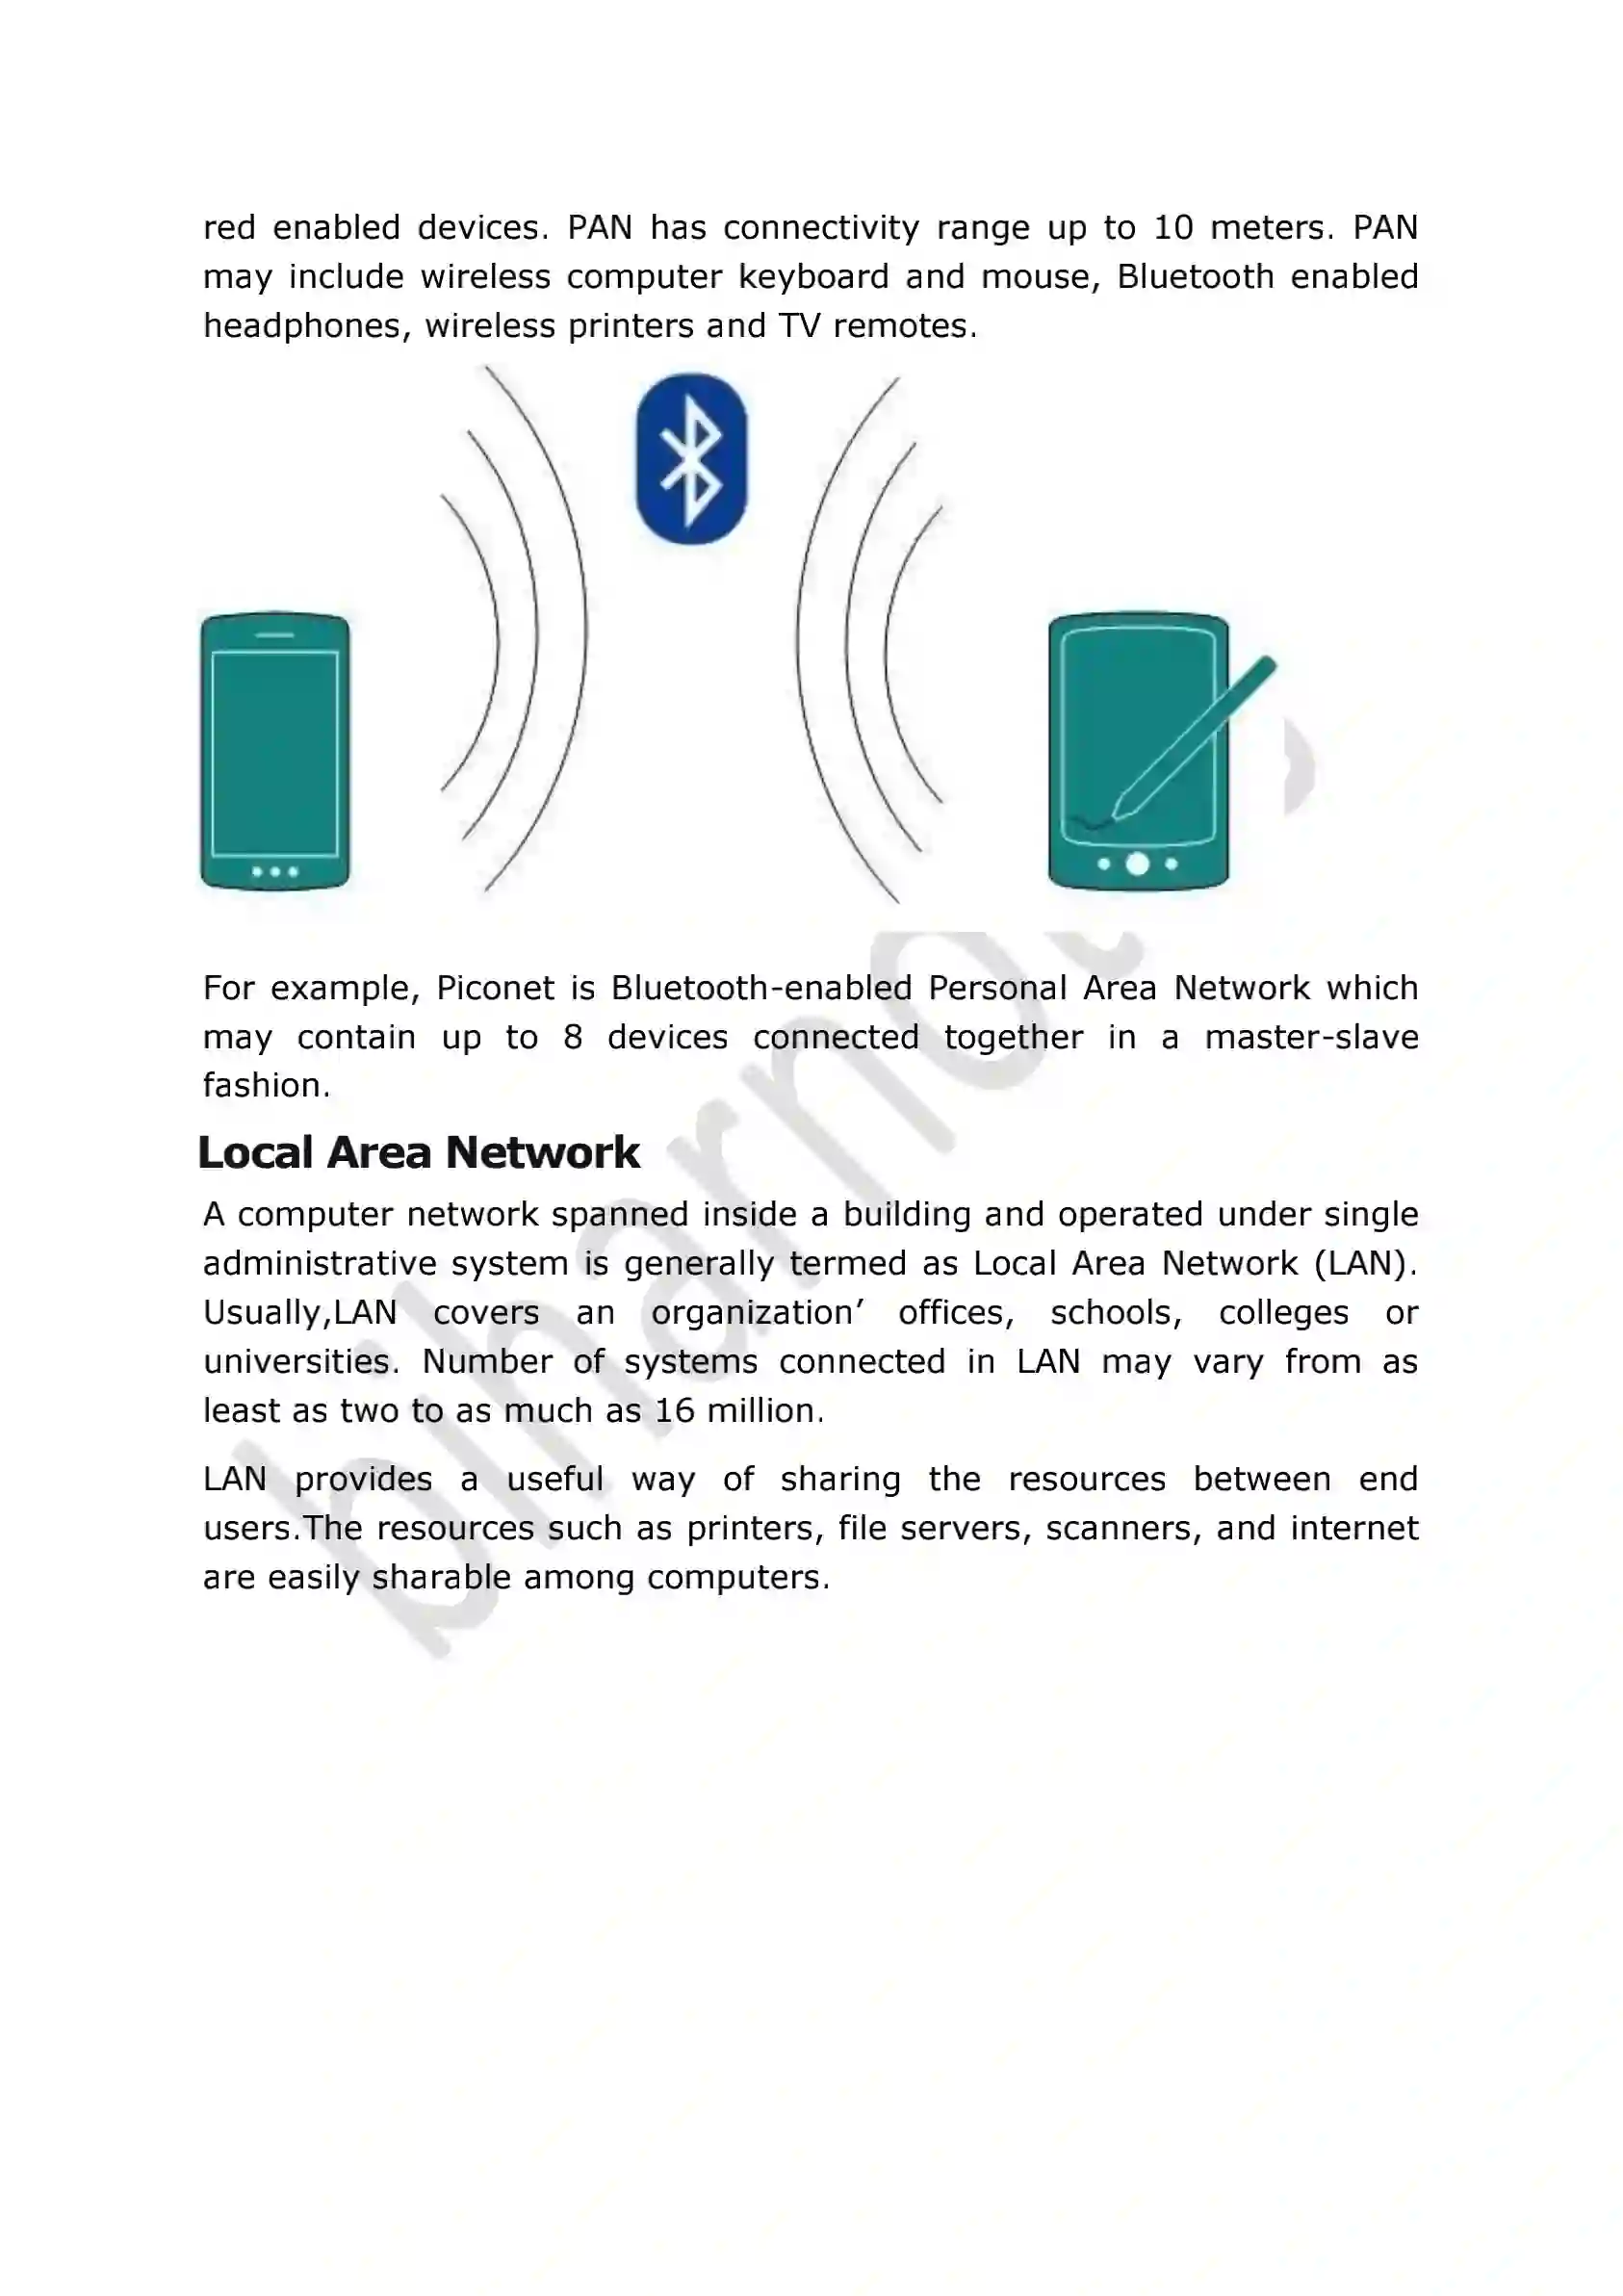 red enabled devices. PAN has connectivity range up to 10 meters. PAN
may include wireless computer keyboard and mouse, Bluetooth enabled
headphones, wireless printers and TV remotes.
For example, Piconet is Bluetooth-enabled Personal Area Network which
may contain up to 8 devices connected together in a master-slave
fashion.
Local Area Network
A computer network spanned inside a building and operated under single
administrative system is generally termed as Local Area Network (LAN).
Usually,LAN covers an organization’ offices, schools, colleges or
universities. Number of systems connected in LAN may vary from as
least as two to as much as 16 million.
LAN provides a useful way of sharing the resources between end
users.The resources such as printers, file servers, scanners, and internet
are easily sharable among computers.